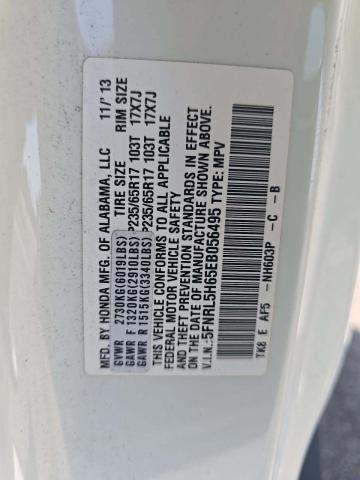 MFD. BY HONDA MFG. OF ALABAMA, LLC 11/'13
TIRE SIZE RIM SIZE
GVWR 2730KG(6019LBS)
GAWR F 1320KG(2910LBS) P235/65R17 103T 17X7J
GAWR R 1515KG(3340LBS) P235/65R17 103T 17X7J
THIS VEHICLE CONFORMS TO ALL APPLICABLE
FEDERAL MOTOR VEHICLE SAFETY
AND THEFT PREVENTION STANDARDS IN EFFECT
ON THE DATE OF MANUFACTURE SHOWN ABOVE.
V.I.N.:5FNRL5H65EB056495 TYPE: MPV
TK8 E AF5 -NH603P - C - B